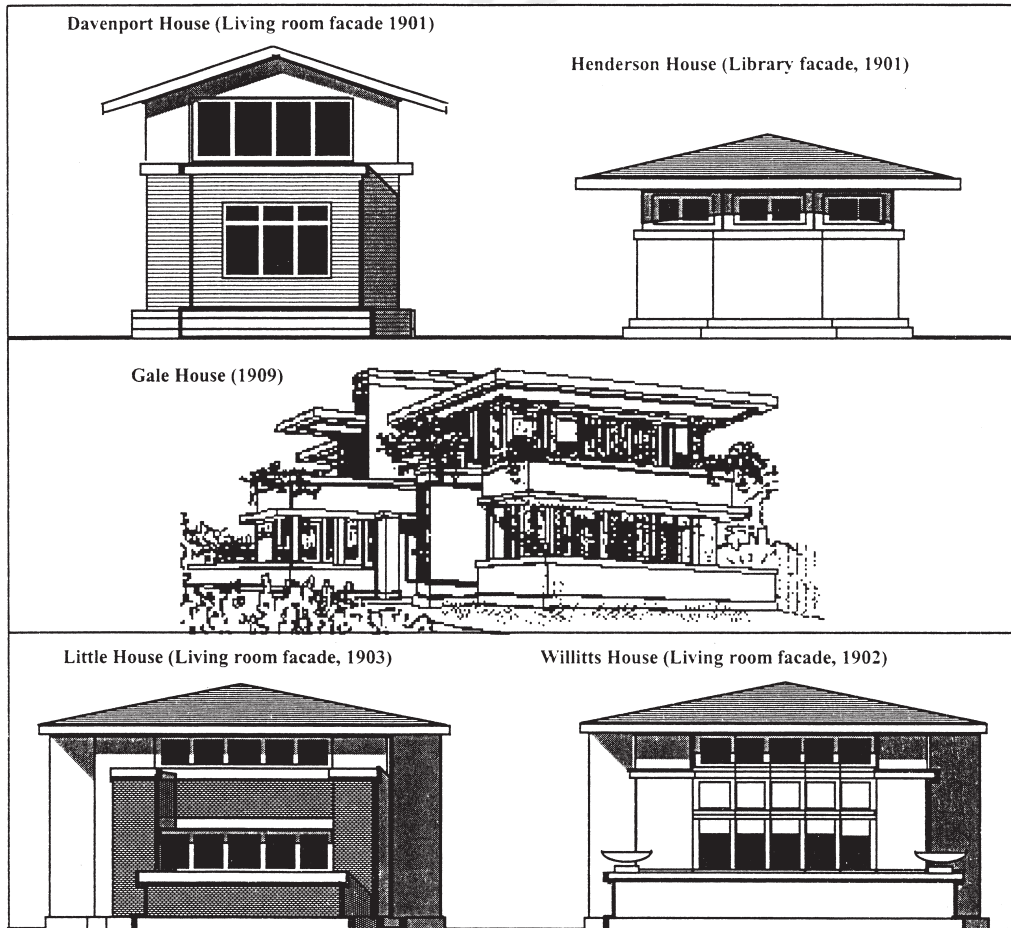 Davenport House (Living room facade 1901)
Henderson House (Library facade, 1901)
Gale House (1909)
Little House (Living room facade, 1903)
Willitts House (Living room facade, 1902)